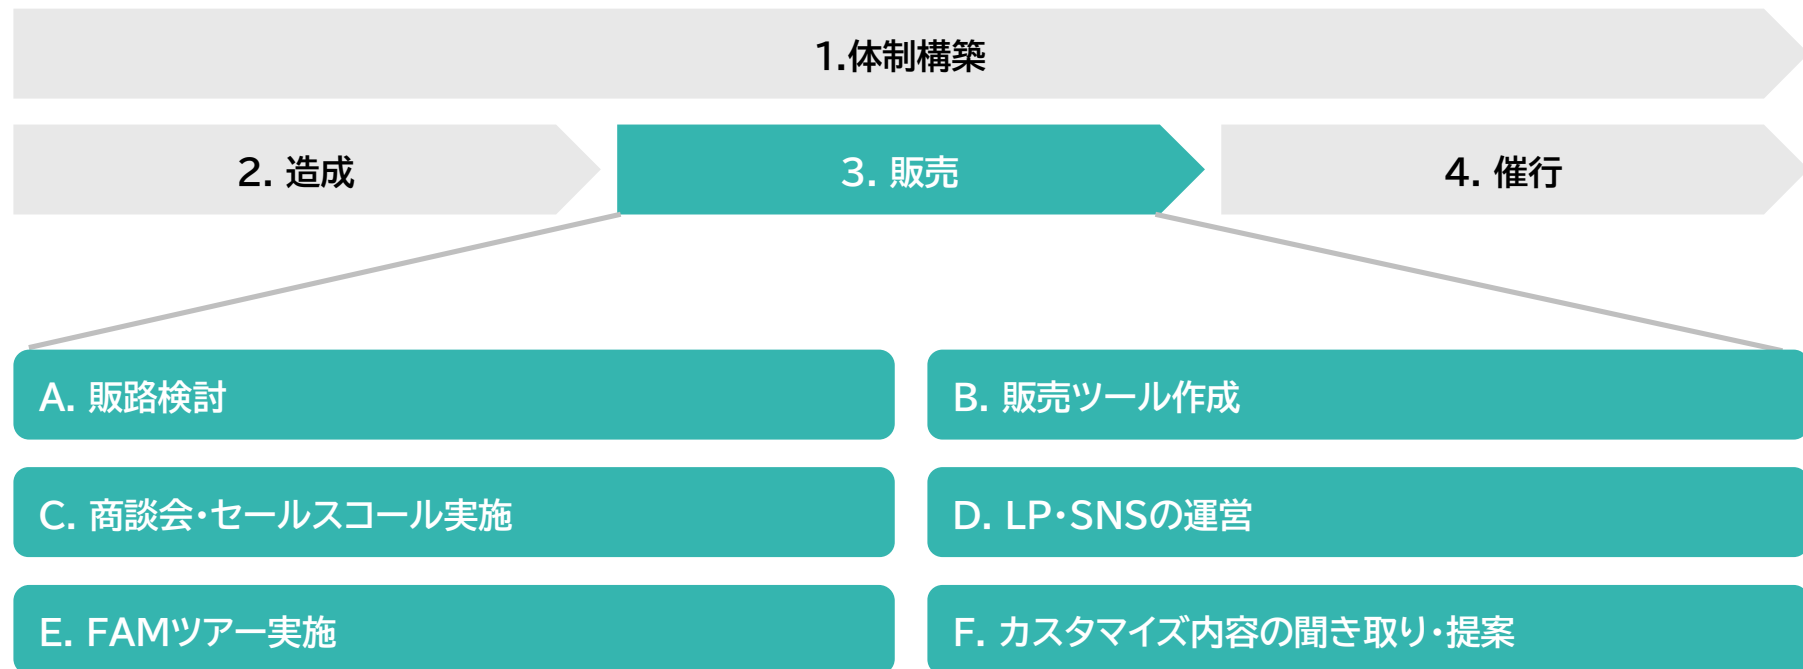 1.体制構築
2. 造成
3. 販売
4. 催行
A. 販路検討
B. 販売ツール作成
C. 商談会・セールスコール実施
D. LP・SNSの運営
E. FAMツアー実施
F. カスタマイズ内容の聞き取り・提案